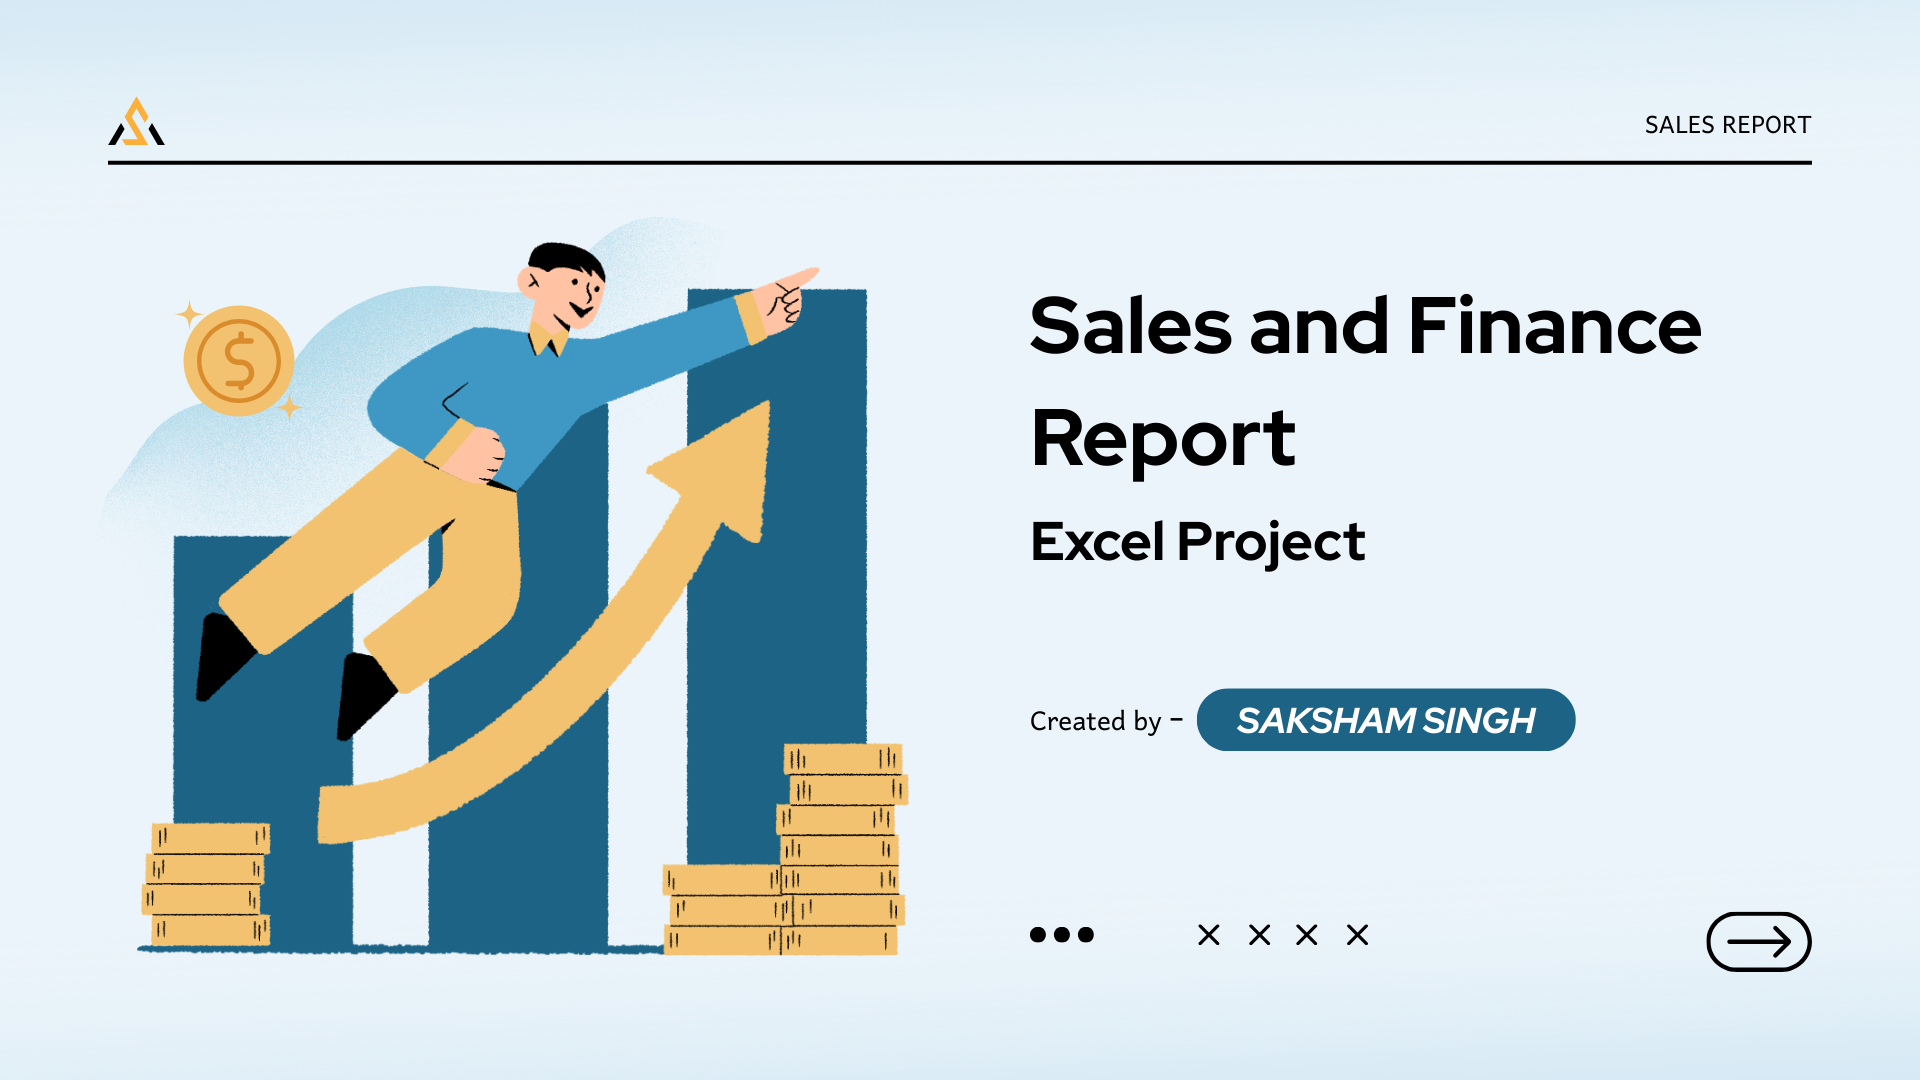 SALES REPORT
$
Sales and Finance
Report
Excel Project
Created by - SAKSHAM SINGH